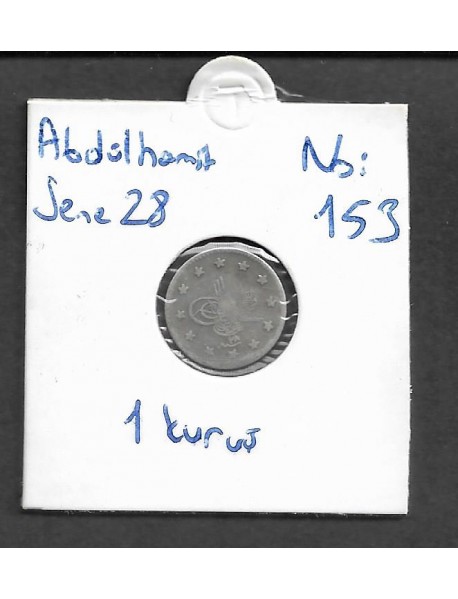 Abdülhamit No:
Sene 28 153
1 kuruş